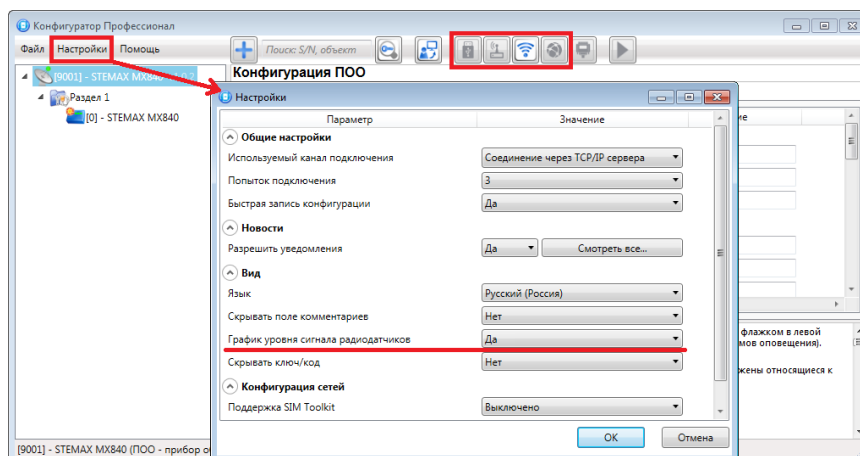 Конфигуратор Профессионал
Файл Настройки Помощь
Поиск: S/N, объект
[9001] - STEMAX MX840
Раздел 1
[0] - STEMAX MX840
Конфигурация ПОО
Настройки
Параметр Значение
Общие настройки
Используемый канал подключения Соединение через TCP/IP сервера
Попыток подключения 3
Быстрая запись конфигурации Да
Новости
Разрешить уведомления Да Смотреть все...
Вид
Язык Русский (Россия)
Скрывать поле комментариев Нет
График уровня сигнала радиодатчиков Да
Скрывать ключ/код Нет
Конфигурация сетей
Поддержка SIM Toolkit Выключено
OK Отмена
флажком в левой
мов оповещения).
жены относящиеся к
[9001] - STEMAX MX840 (ПОО - прибор о